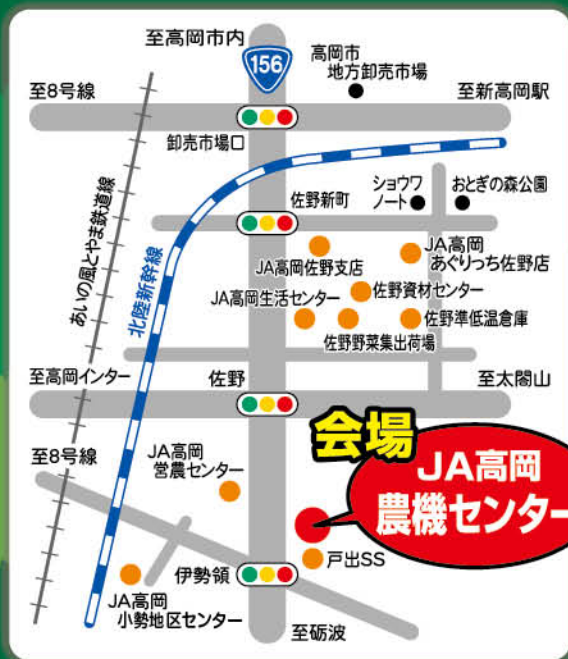 至高岡市内
156
高岡市
地方卸売市場
至8号線
至新高岡駅
卸売市場口
佐野新町
ショウワ
ノート
おとぎの森公園
あいの風とやま鉄道線
北陸新幹線
JA高岡佐野支店
JA高岡
あぐりっち佐野店
JA高岡生活センター
佐野資材センター
佐野準低温倉庫
佐野野菜集出荷場
至高岡インター
佐野
至太閤山
会場
JA高岡
農機センター
至8号線
JA高岡
営農センター
戸出SS
伊勢領
JA高岡
小勢地区センター
至砺波